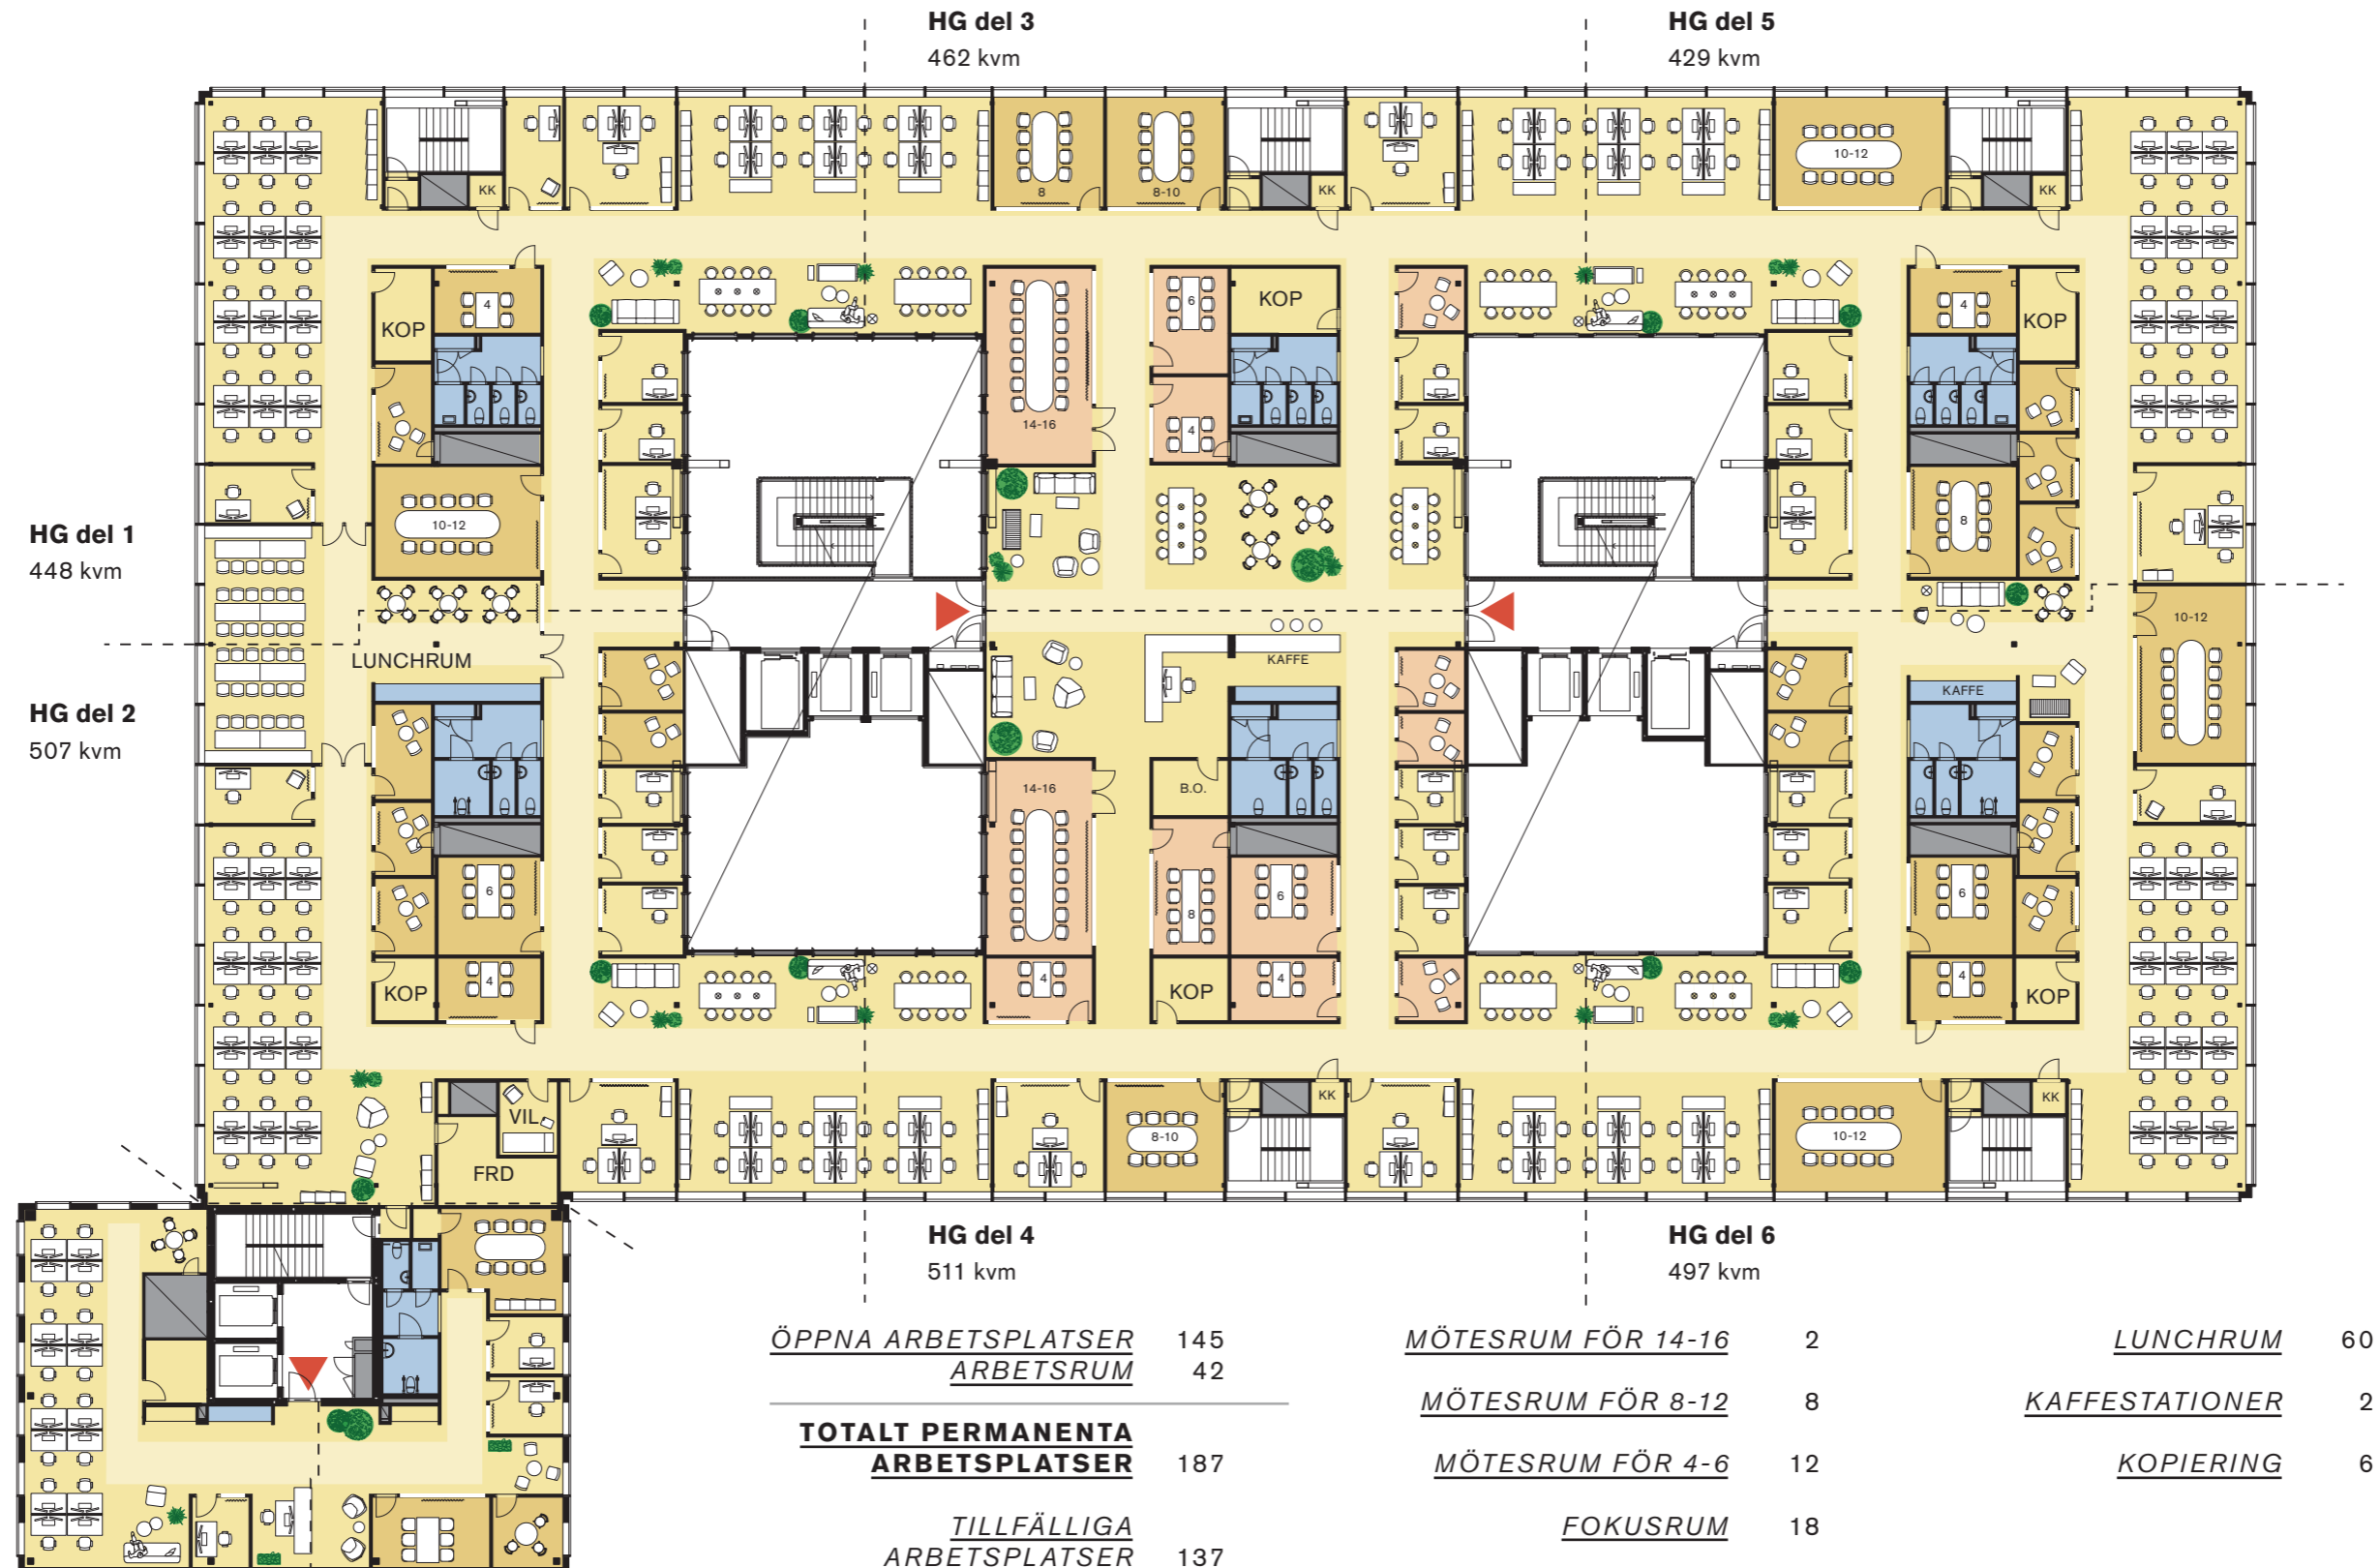 HG del 3
462 kvm
HG del 5
429 kvm
8
8-10
10-12
KK
KK
KK
4
KOP
6
KOP
4
KOP
14-16
4
10-12
8
HG del 1
448 kvm
10-12
LUNCHRUM
KAFFE
KAFFE
HG del 2
507 kvm
14-16
B.O.
6
8
6
6
4
KOP
4
KOP
4
4
KOP
VIL
FRD
8-10
KK
10-12
KK
HG del 4
511 kvm
HG del 6
497 kvm
ÖPPNA ARBETSPLATSER 145
ARBETSRUM 42
TOTALT PERMANENTA
ARBETSPLATSER 187
TILLFÄLLIGA
ARBETSPLATSER 137
MÖTESRUM FÖR 14-16 2
MÖTESRUM FÖR 8-12 8
MÖTESRUM FÖR 4-6 12
FOKUSRUM 18
LUNCHRUM 60
KAFFESTATIONER 2
KOPIERING 6